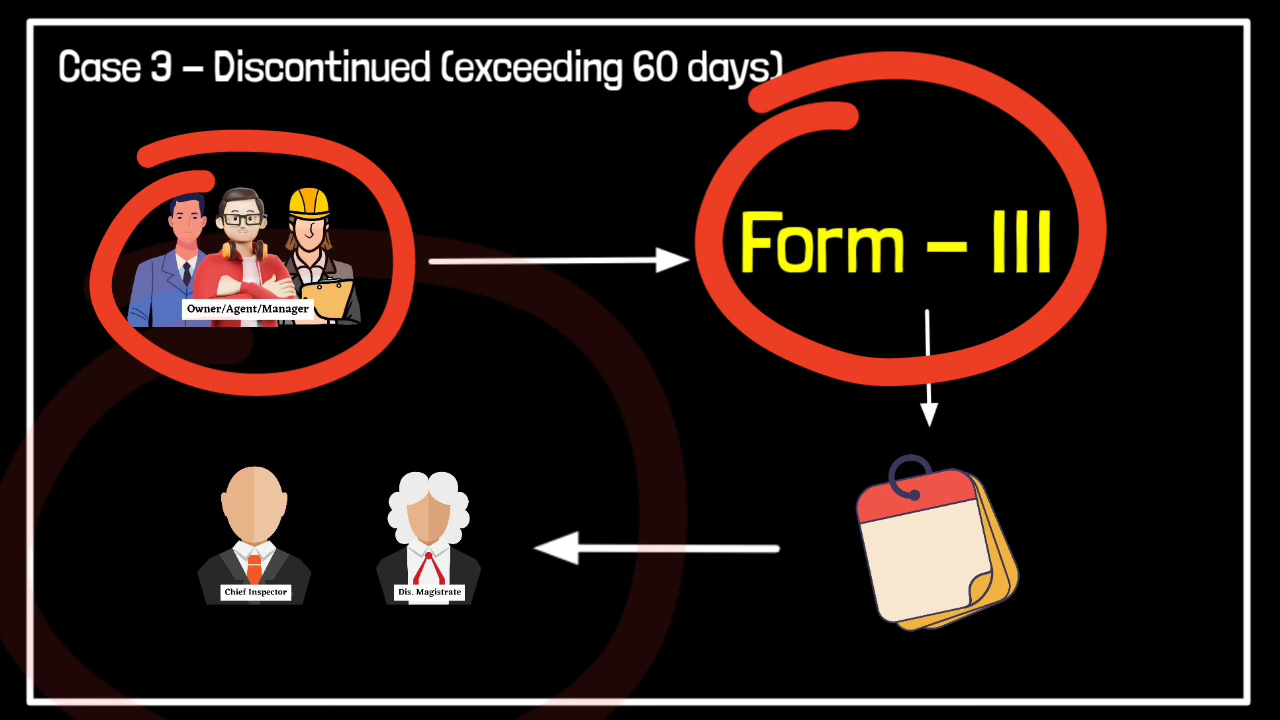 Case 3 – Discontinued (exceeding 60 days)
Form – III
Owner/Agent/Manager
Chief Inspector
Dis. Magistrate